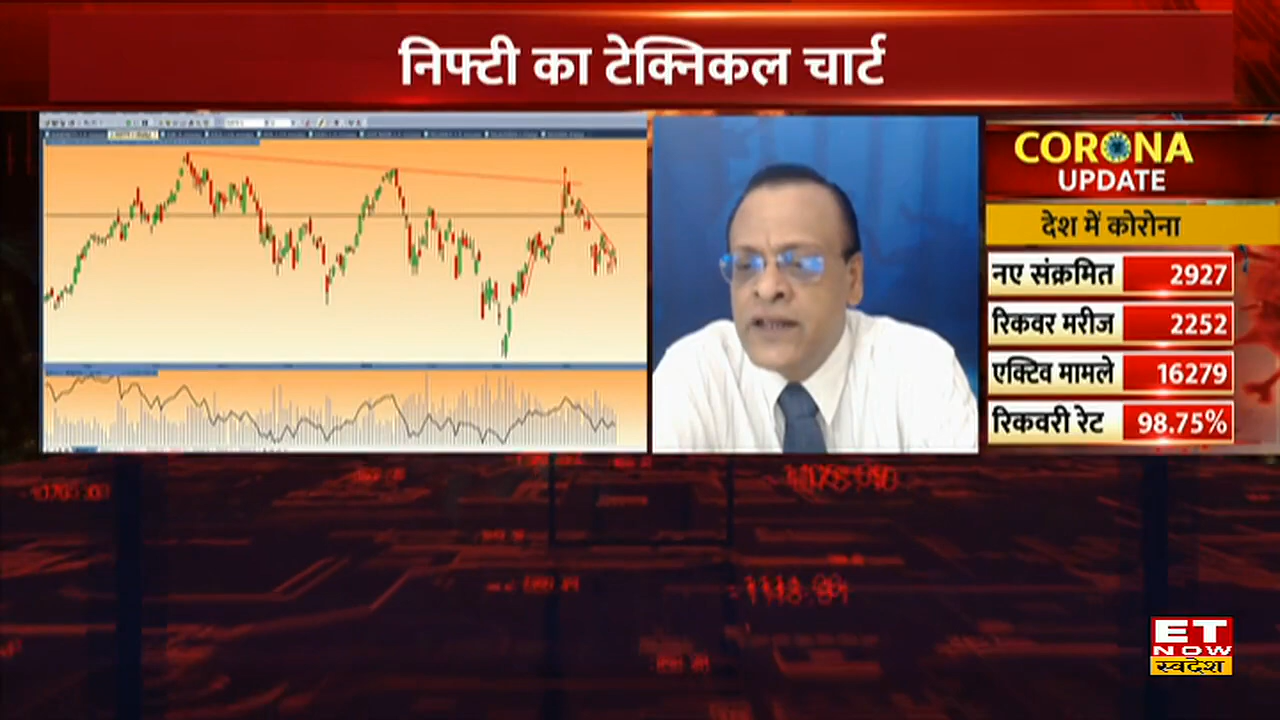 निफ्टी का टेक्निकल चार्ट
CORONA
UPDATE
देश में कोरोना
नए संक्रमित 2927
रिकवर मरीज 2252
एक्टिव मामले 16279
रिकवरी रेट 98.75%
ET
NOW
स्वदेश